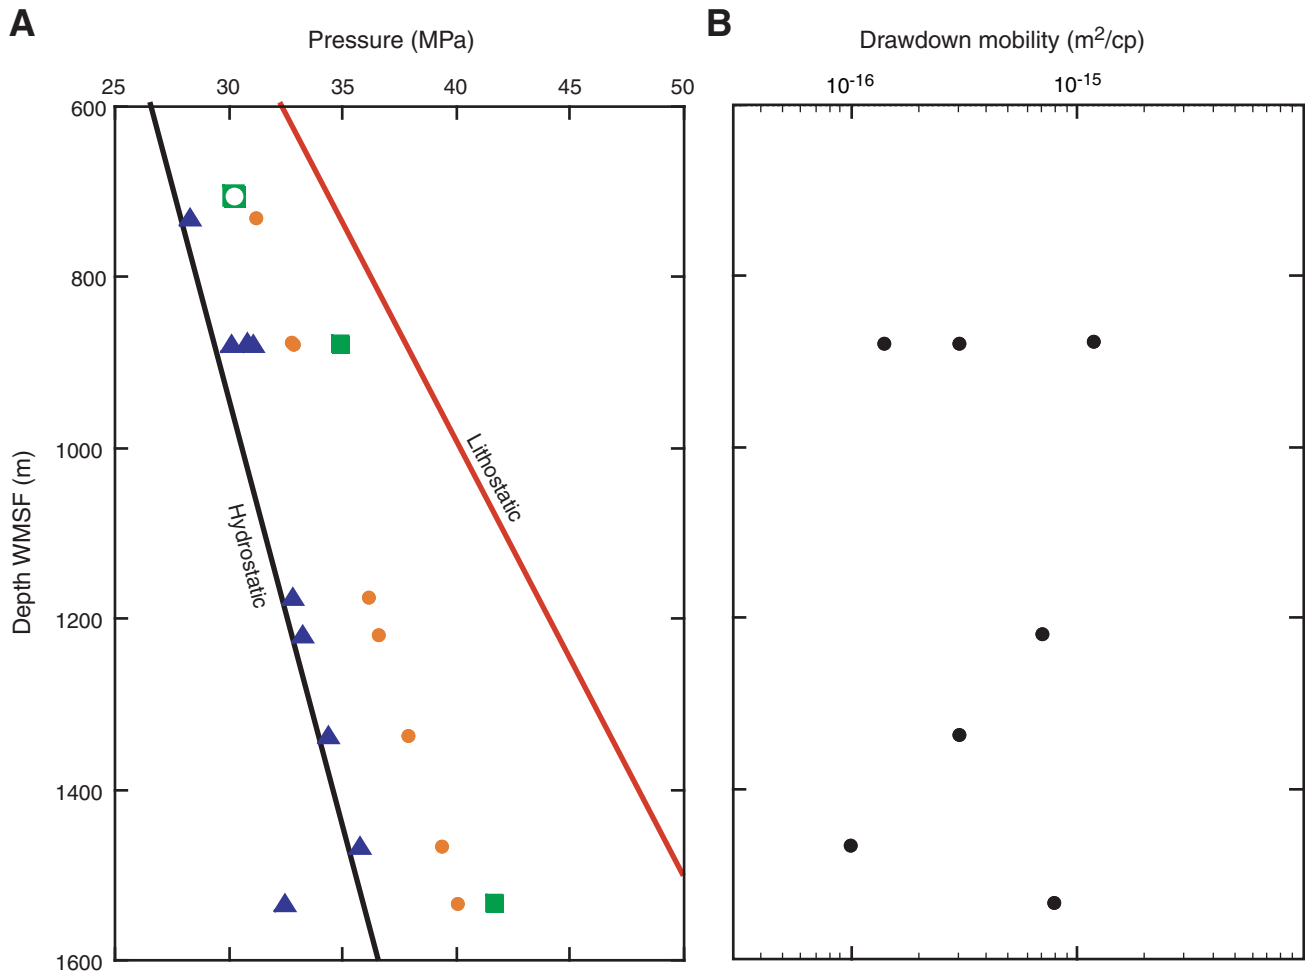 A
Pressure (MPa)
25 30 35 40 45 50
600
800
1000
1200
1400
1600
Depth WMSF (m)
Hydrostatic
Lithostatic
B
Drawdown mobility (m²/cp)
10⁻¹⁶ 10⁻¹⁵